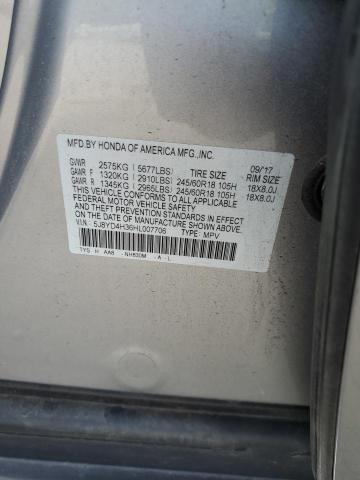 MFD.BY HONDA OF AMERICA MFG.,INC. 09/'17
GVWR 2575KG (5677LBS) TIRE SIZE RIM SIZE
GAWR F 1320KG (2910LBS) 245/60R18 105H 18X8.0J
GAWR R 1345KG (2965LBS) 245/60R18 105H 18X8.0J
THIS VEHICLE CONFORMS TO ALL APPLICABLE
FEDERAL MOTOR VEHICLE SAFETY
AND THEFT PREVENTION STANDARDS IN EFFECT
ON THE DATE OF MANUFACTURE SHOWN ABOVE.
V.I.N.: 5J8YD4H36HL007706 TYPE: MPV
TYS H AA6 NH830M - A - L